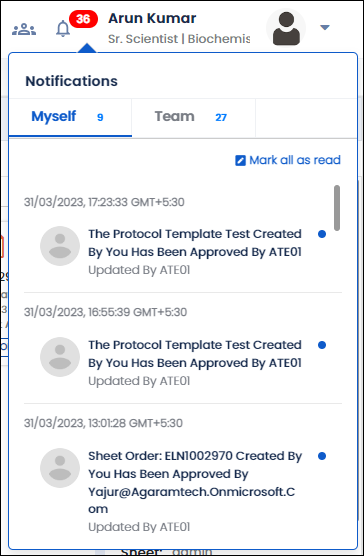 36
Arun Kumar
Sr. Scientist | Biochemis
Notifications
Myself 9 Team 27
Mark all as read
31/03/2023, 17:23:33 GMT+5:30
The Protocol Template Test Created
By You Has Been Approved By ATE01
Updated By ATE01
31/03/2023, 16:55:39 GMT+5:30
The Protocol Template Test Created
By You Has Been Approved By ATE01
Updated By ATE01
31/03/2023, 13:01:28 GMT+5:30
Sheet Order: ELN1002970 Created By
You Has Been Approved By
Yajur@Agaramtech.Onmicrosoft.C
om
Updated By ATE01
Sheet: admin